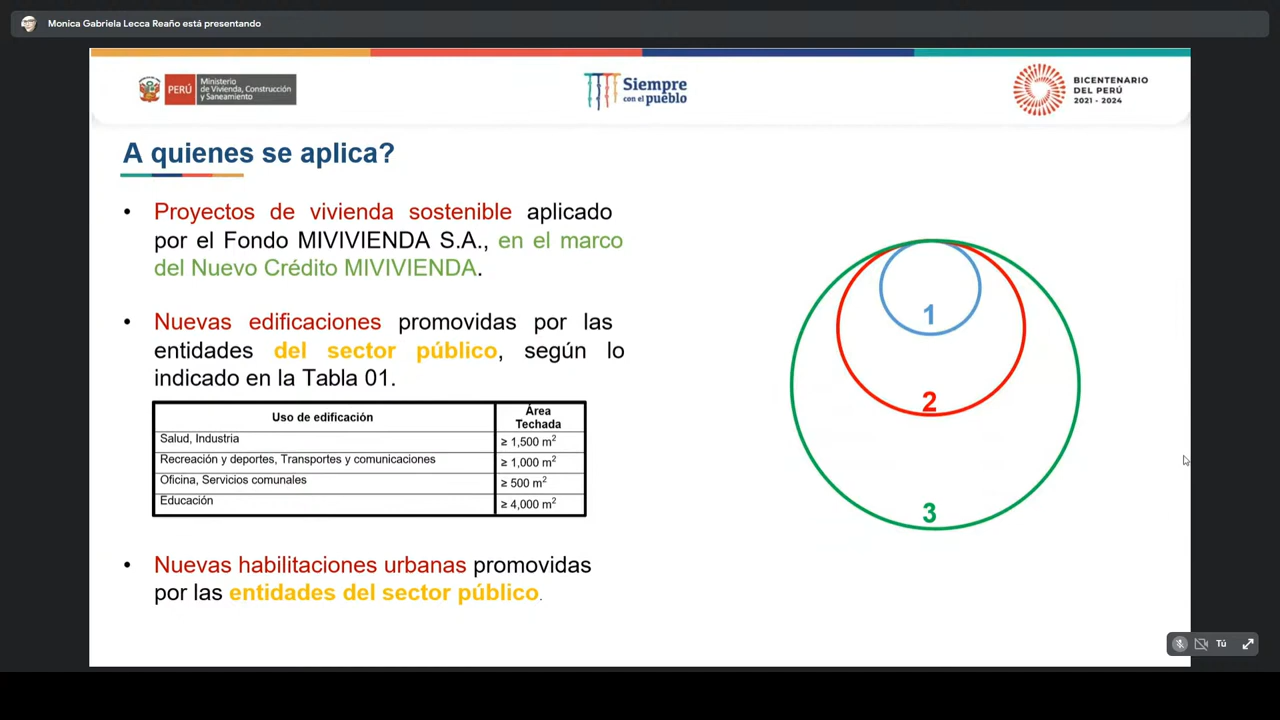 Monica Gabriela Lecca Reaño está presentando
PERÚ
Ministerio
de Vivienda, Construcción
y Saneamiento
Siempre
con el pueblo
BICENTENARIO
DEL PERÚ
2021 - 2024
A quienes se aplica?
• Proyectos de vivienda sostenible aplicado
por el Fondo MIVIVIENDA S.A., en el marco
del Nuevo Crédito MIVIVIENDA.
• Nuevas edificaciones promovidas por las
entidades del sector público, según lo
indicado en la Tabla 01.
Uso de edificación
Área
Techada
Salud, Industria
≥ 1,500 m²
Recreación y deportes, Transportes y comunicaciones
≥ 1,000 m²
Oficina, Servicios comunales
≥ 500 m²
Educación
≥ 4,000 m²
• Nuevas habilitaciones urbanas promovidas
por las entidades del sector público.
1
2
3
Tú